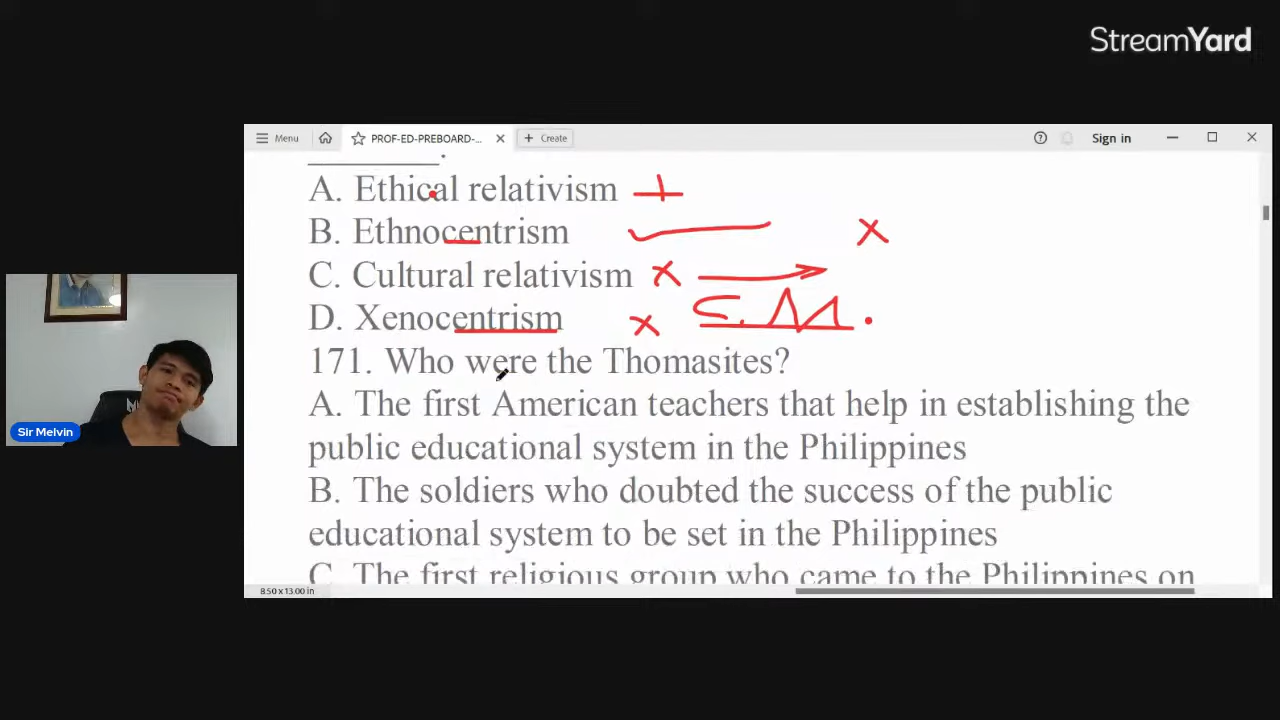 StreamYard
Menu
PROF-ED-PREBOARD-...
Create
Sign in
A. Ethical relativism
B. Ethnocentrism
C. Cultural relativism
D. Xenocentrism
171. Who were the Thomasites?
A. The first American teachers that help in establishing the
public educational system in the Philippines
B. The soldiers who doubted the success of the public
educational system to be set in the Philippines
C. The first religious group who came to the Philippines on
8.50 x 13.00 in
Sir Melvin